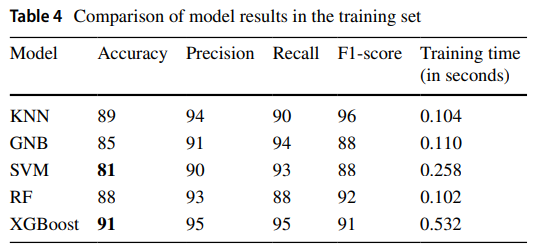 Table 4 Comparison of model results in the training set
Model Accuracy Precision Recall F1-score Training time
(in seconds)
KNN 89 94 90 96 0.104
GNB 85 91 94 88 0.110
SVM 81 90 93 88 0.258
RF 88 93 88 92 0.102
XGBoost 91 95 95 91 0.532